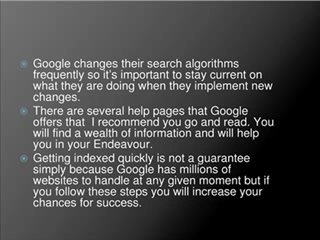 Google changes their search algorithms
frequently so it's important to stay current on
what they are doing when they implement new
changes.
There are several help pages that Google
offers that  I recommend you go and read. You
will find a wealth of information and will help
you in your Endeavour.
Getting indexed quickly is not a guarantee
simply because Google has millions of
websites to handle at any given moment but if
you follow these steps you will increase your
chances for success.